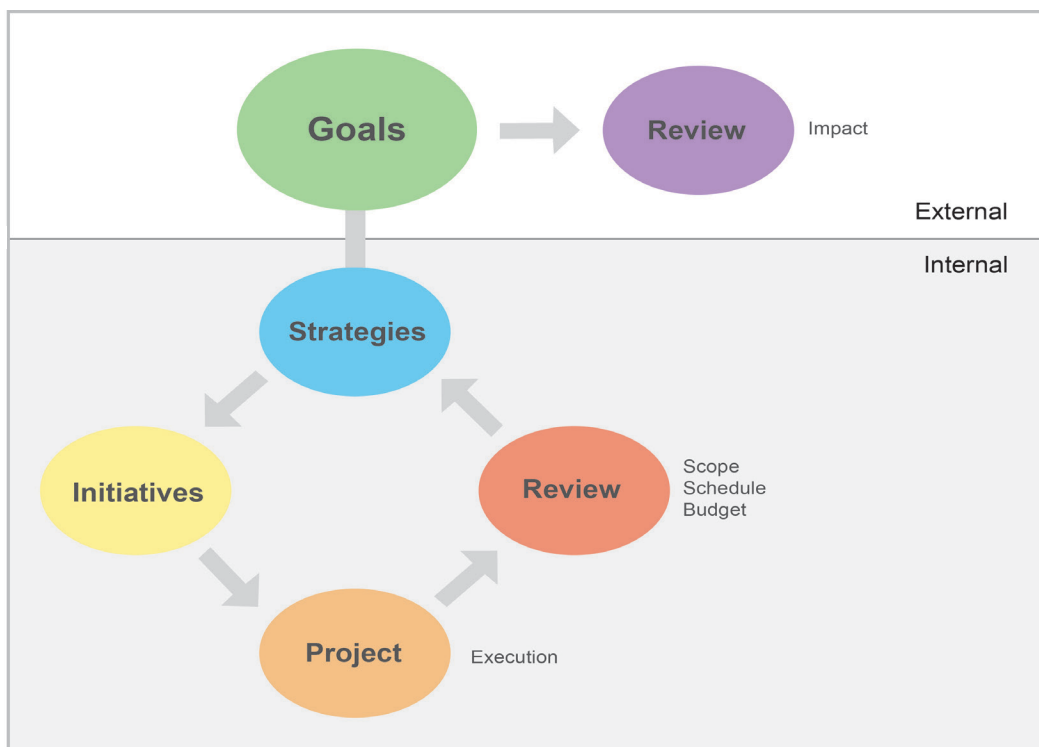 Goals
Review
Impact
External
Internal
Strategies
Initiatives
Review
Scope
Schedule
Budget
Project
Execution